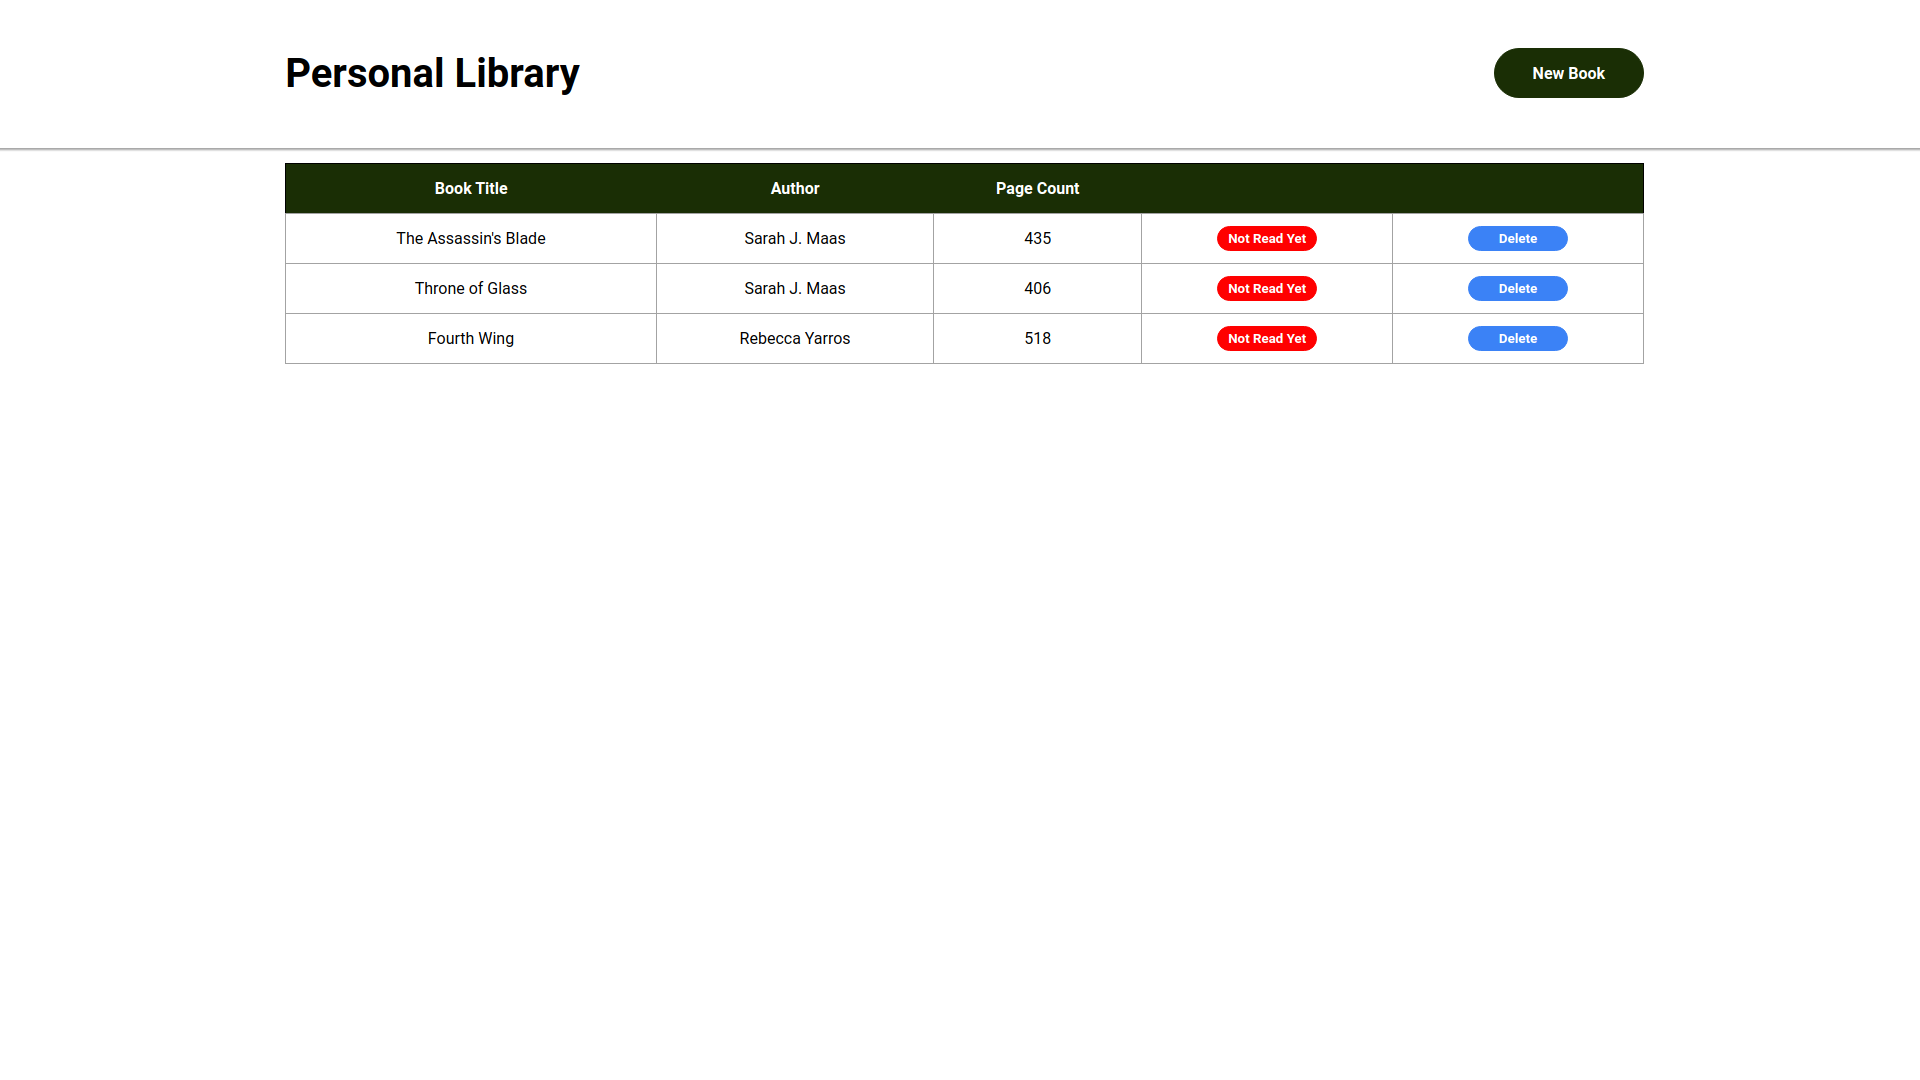 Personal Library New Book
Book Title Author Page Count
The Assassin's Blade Sarah J. Maas 435 Not Read Yet Delete
Throne of Glass Sarah J. Maas 406 Not Read Yet Delete
Fourth Wing Rebecca Yarros 518 Not Read Yet Delete